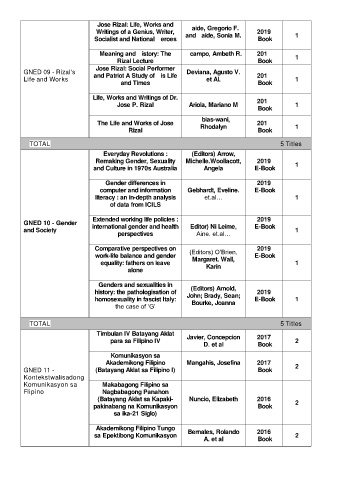 Jose Rizal: Life, Works and
Writings of a Genius, Writer,
Socialist and National eroes
aide, Gregorio F.
and aide, Sonia M.
2019
Book
1
GNED 09 - Rizal's
Life and Works
Meaning and istory: The
Rizal Lecture
campo, Ambeth R.
201
Book
1
Jose Rizal: Social Performer
and Patriot A Study of is Life
and Times
Deviana, Agusto V.
et Al.
201
Book
1
Life, Works and Writings of Dr.
Jose P. Rizal
Ariola, Mariano M
201
Book
1
The Life and Works of Jose
Rizal
blas-wani,
Rhodalyn
201
Book
1
TOTAL
5 Titles
GNED 10 - Gender
and Society
Everyday Revolutions :
Remaking Gender, Sexuality
and Culture in 1970s Australia
(Editors) Arrow,
Michelle.Woollacott,
Angela
2019
E-Book
1
Gender differences in
computer and information
literacy : an in-depth analysis
of data from ICILS
Gebhardt, Eveline.
et.al...
2019
E-Book
1
Extended working life policies :
international gender and health
perspectives
Editor) Ni Leime,
Aine. et.al...
2019
E-Book
1
Comparative perspectives on
work-life balance and gender
equality: fathers on leave
alone
(Editors) O'Brien,
Margaret. Wall,
Karin
2019
E-Book
1
Genders and sexualities in
history: the pathologisation of
homosexuality in fascist Italy:
the case of 'G'
(Editors) Arnold,
John; Brady, Sean;
Bourke, Joanna
2019
E-Book
1
TOTAL
5 Titles
GNED 11 -
Kontekstwalisadong
Komunikasyon sa
Flipino
Timbulan IV Batayang Aklat
para sa Filipino IV
Javier, Concepcion
D. et al
2017
Book
2
Komunikasyon sa
Akademikong Filipino
(Batayang Aklat sa Filipino I)
Mangahis, Josefina
2017
Book
2
Makabagong Filipino sa
Nagbabagong Panahon
(Batayang Aklat sa Kapaki-
pakinabang na Komunikasyon
sa ika-21 Siglo)
Nuncio, Elizabeth
2016
Book
2
Akademikong Filipino Tungo
sa Epektibong Komunikasyon
Bernales, Rolando
A. et al
2016
Book
2